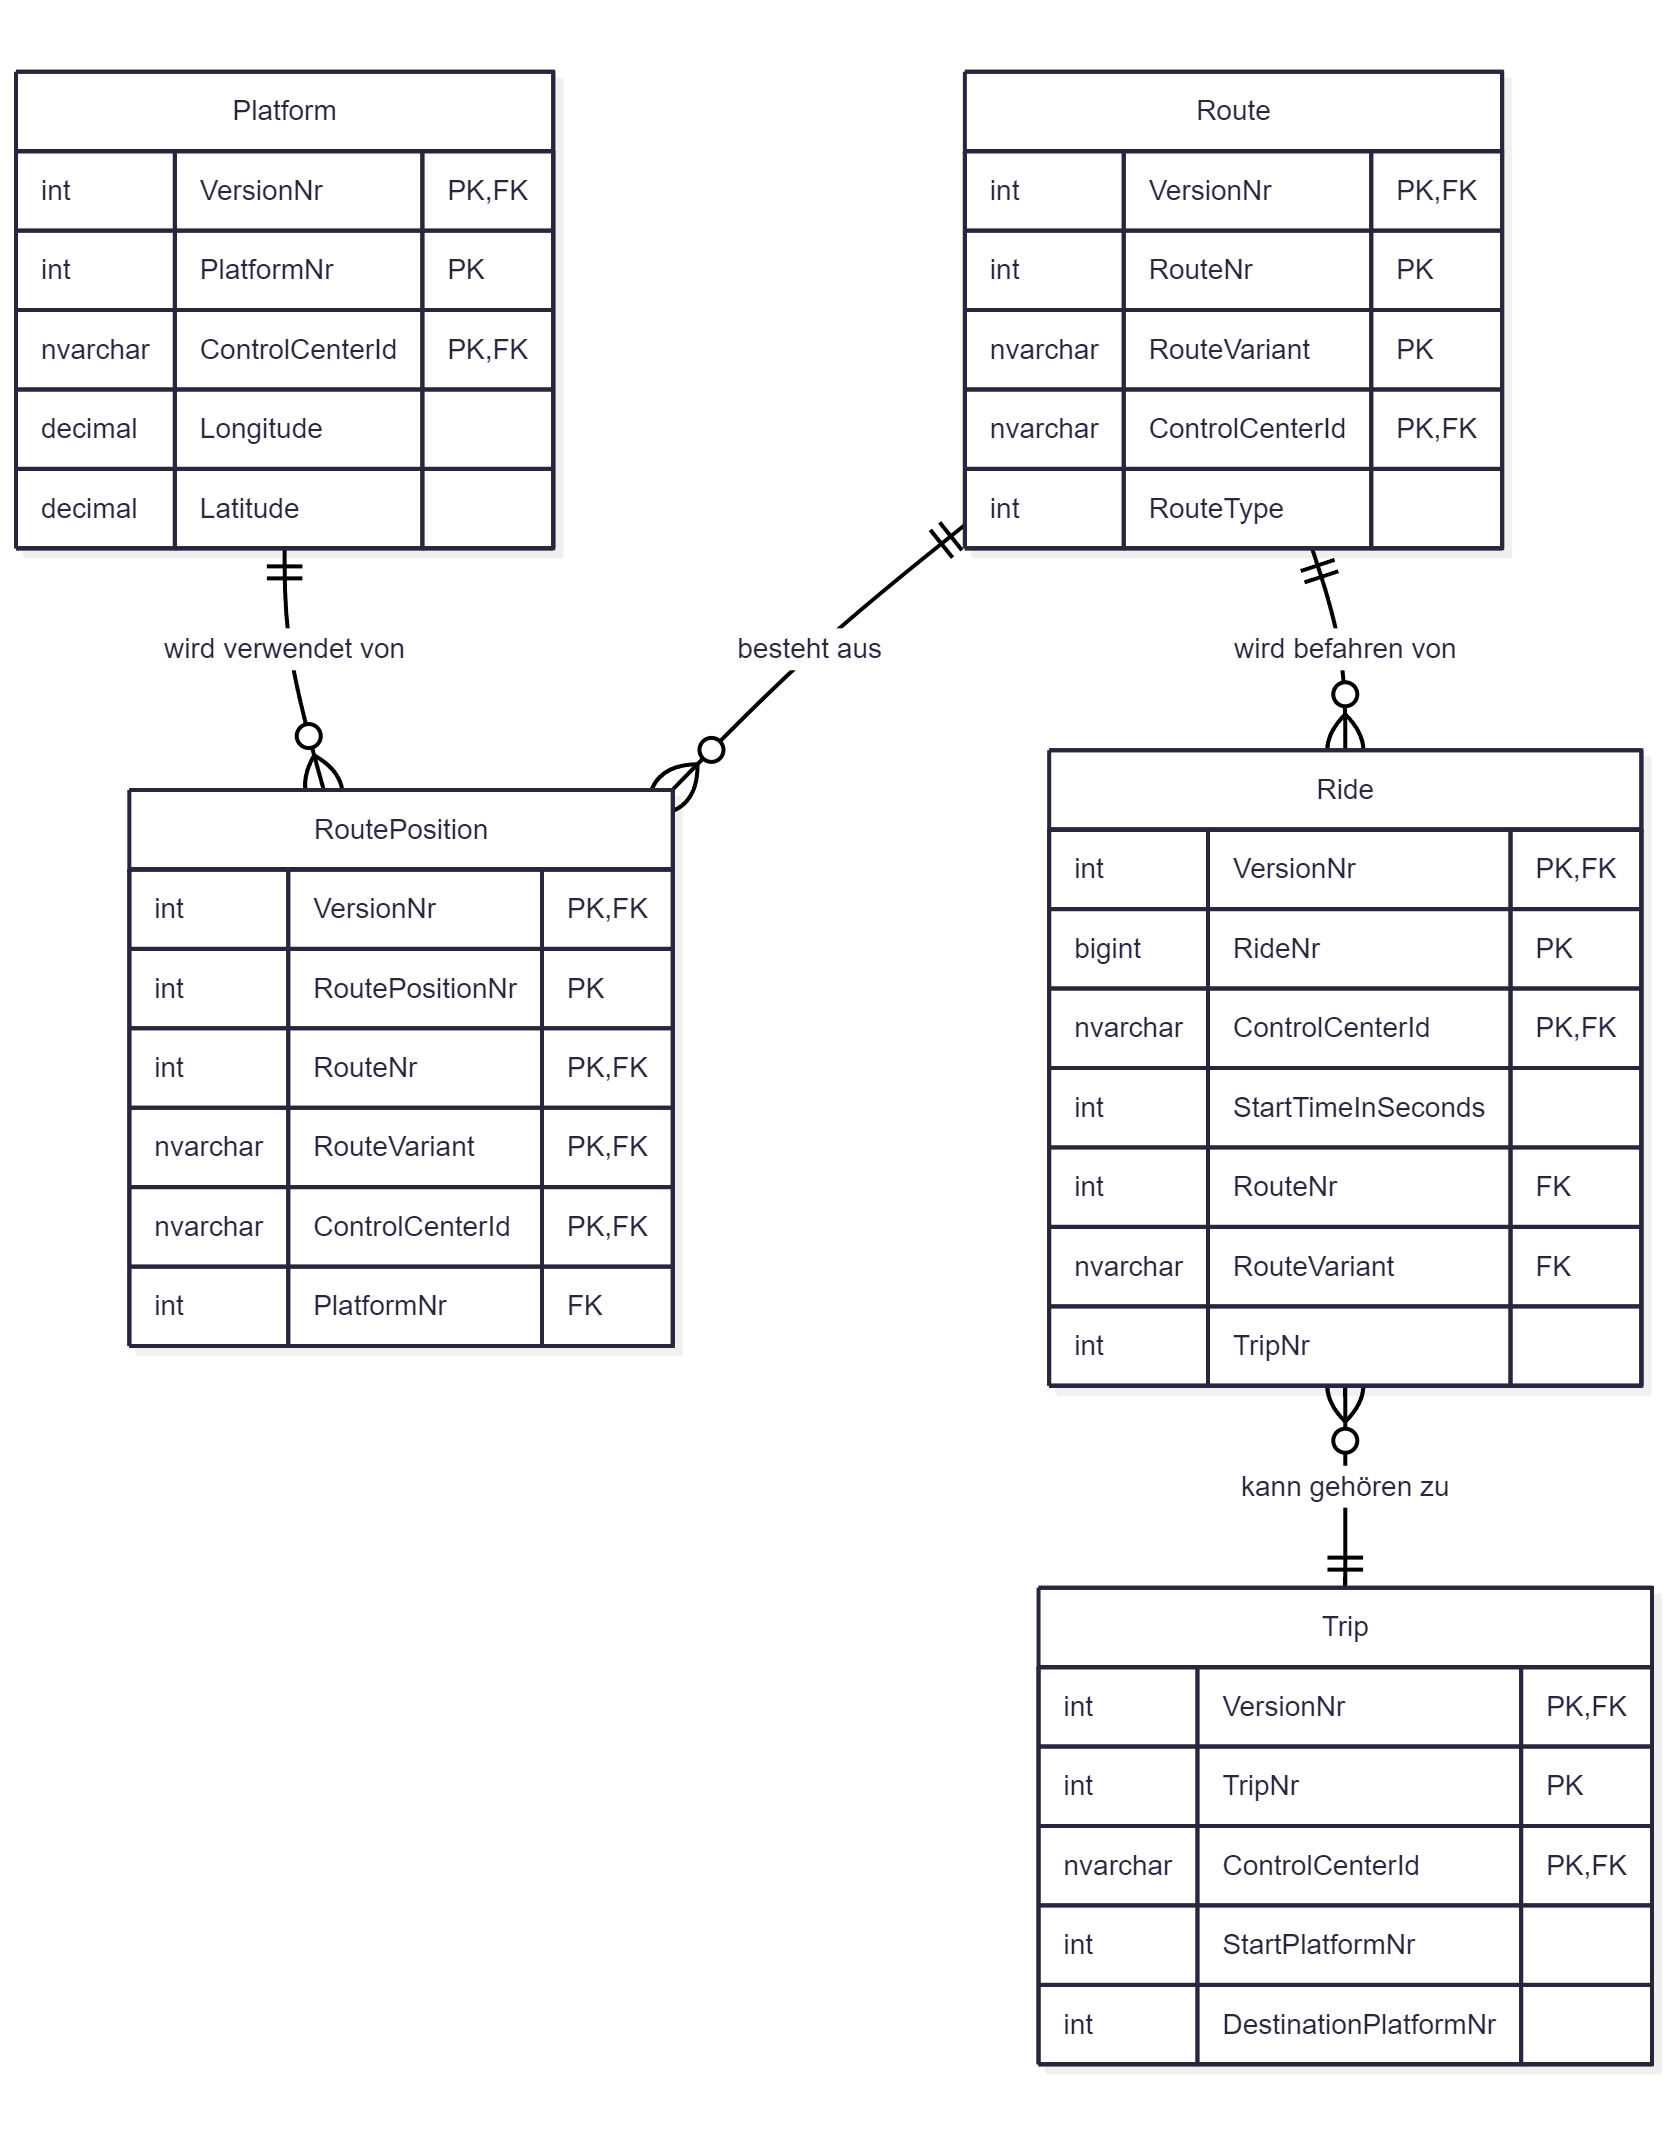 Platform
int VersionNr PK,FK
int PlatformNr PK
nvarchar ControlCenterId PK,FK
decimal Longitude
decimal Latitude
Route
int VersionNr PK,FK
int RouteNr PK
nvarchar RouteVariant PK
nvarchar ControlCenterId PK,FK
int RouteType
wird verwendet von
besteht aus
wird befahren von
RoutePosition
int VersionNr PK,FK
int RoutePositionNr PK
int RouteNr PK,FK
nvarchar RouteVariant PK,FK
nvarchar ControlCenterId PK,FK
int PlatformNr FK
Ride
int VersionNr PK,FK
bigint RideNr PK
nvarchar ControlCenterId PK,FK
int StartTimeInSeconds
int RouteNr FK
nvarchar RouteVariant FK
int TripNr
kann gehören zu
Trip
int VersionNr PK,FK
int TripNr PK
nvarchar ControlCenterId PK,FK
int StartPlatformNr
int DestinationPlatformNr